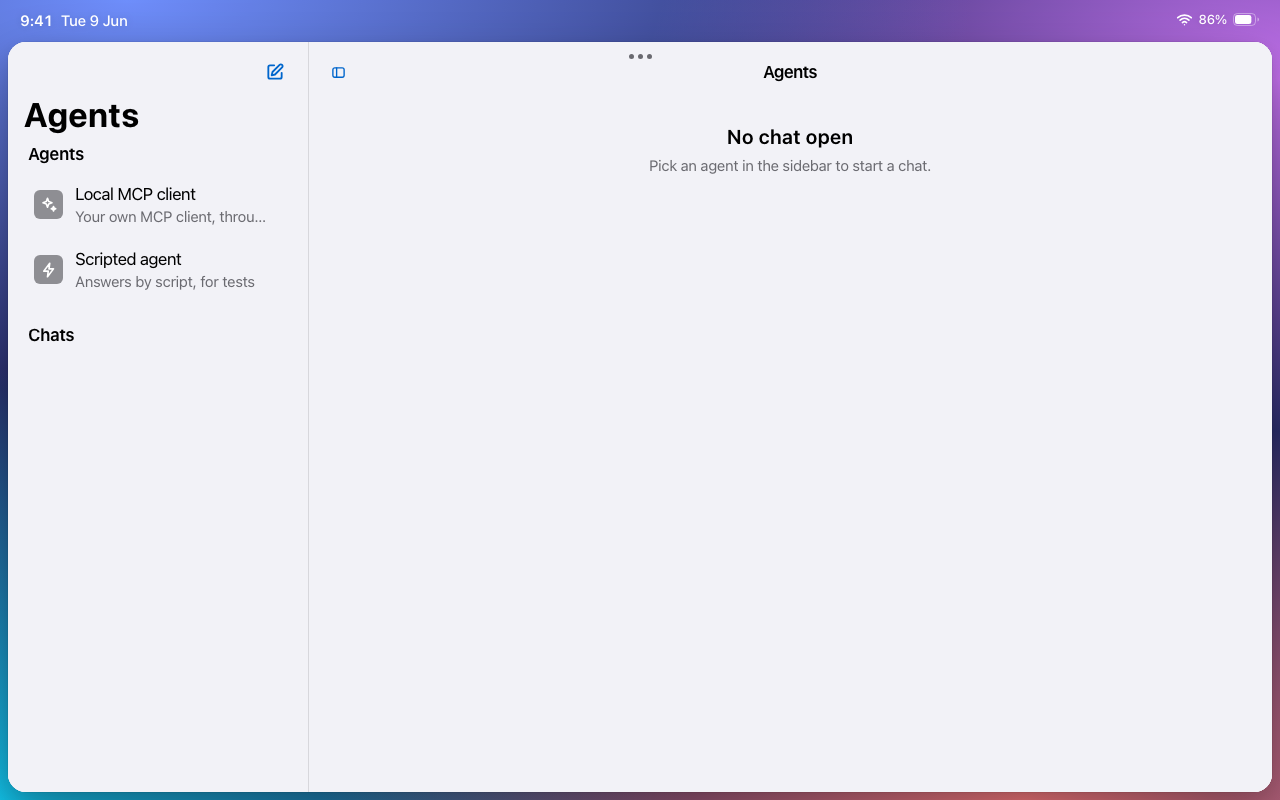 9:41 Tue 9 Jun
86%
Agents
Agents
Agents
Local MCP client
Your own MCP client, throu...
Scripted agent
Answers by script, for tests
Chats
No chat open
Pick an agent in the sidebar to start a chat.